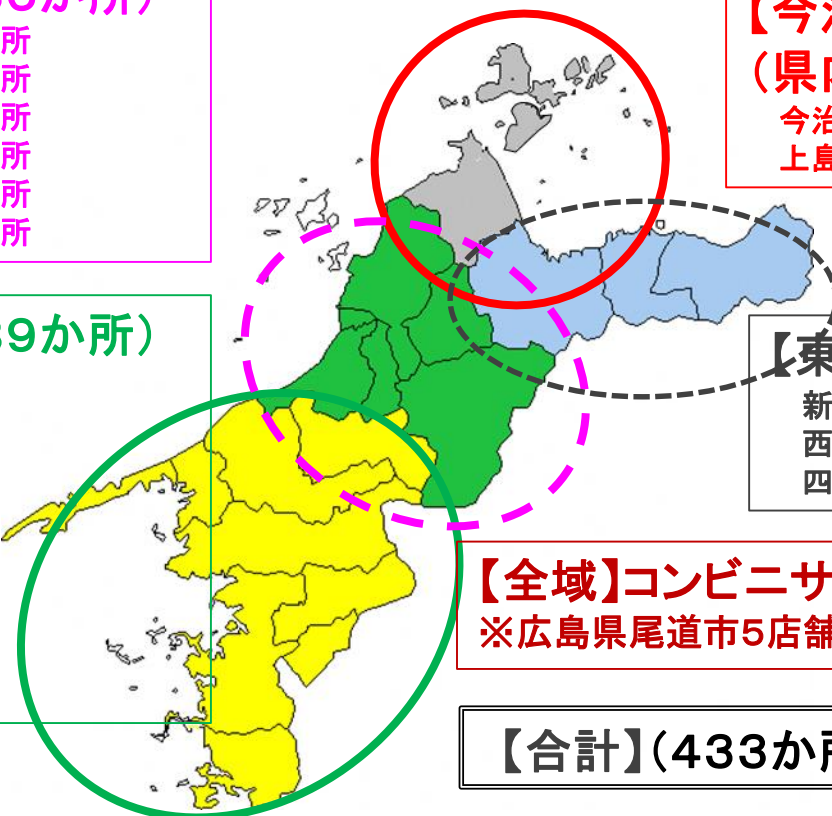 か所）
所
所
所
所
所
所
9か所）
【今
（県
今治
上島
【東
新
西
四
【全域】コンビニサ
※広島県尾道市5店舗
【合計】（433か所